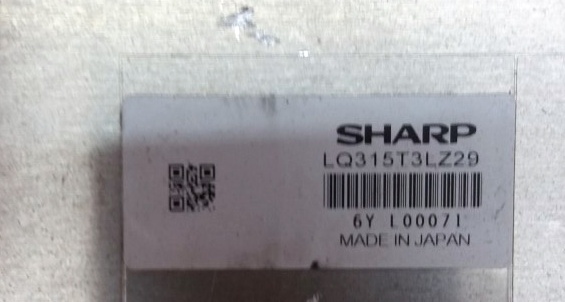 SHARP
LQ315T3LZ29
6Y L00071
MADE IN JAPAN